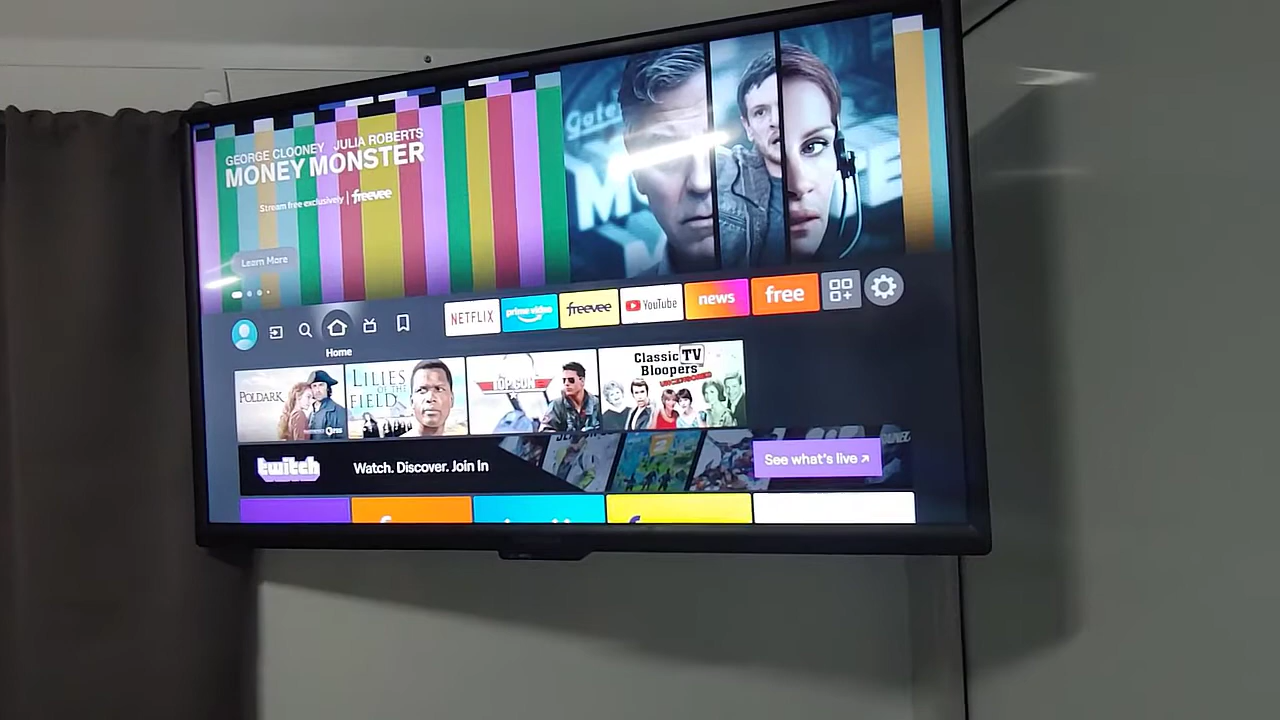 GEORGE CLOONEY JULIA ROBERTS
MONEY MONSTER
Stream free exclusively | freevee
Learn More
Gate
NETFLIX
prime video
freevee
YouTube
news
free
Home
POLDARK
LILIES
OF THE
FIELD
TOP GUN
Classic TV
Bloopers
UNCENSORED
twitch
Watch. Discover. Join In
See what's live